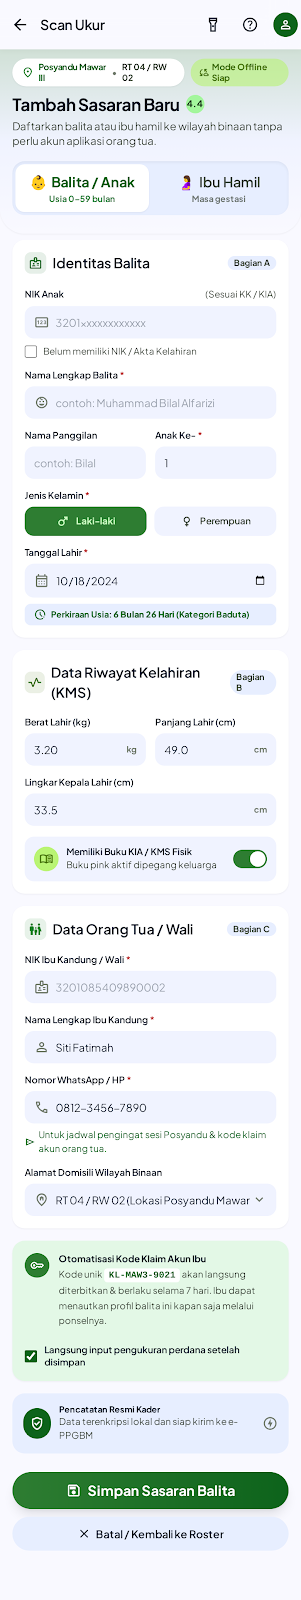 Scan Ukur
Posyandu Mawar
III
•
RT 04 / RW
02
Mode Offline
Siap
Tambah Sasaran Baru 4.4
Daftarkan balita atau ibu hamil ke wilayah binaan tanpa
perlu akun aplikasi orang tua.
Balita / Anak
Usia 0–59 bulan
Ibu Hamil
Masa gestasi
Identitas Balita
Bagian A
NIK Anak
(Sesuai KK / KIA)
3201xxxxxxxxxxxx
Belum memiliki NIK / Akta Kelahiran
Nama Lengkap Balita *
contoh: Muhammad Bilal Alfarizi
Nama Panggilan
Anak Ke- *
contoh: Bilal
1
Jenis Kelamin *
Laki-laki
Perempuan
Tanggal Lahir *
10/18/2024
Perkiraan Usia: 6 Bulan 26 Hari (Kategori Baduta)
Data Riwayat Kelahiran
(KMS)
Bagian
B
Berat Lahir (kg)
Panjang Lahir (cm)
3.20 kg
49.0 cm
Lingkar Kepala Lahir (cm)
33.5 cm
Memiliki Buku KIA / KMS Fisik
Buku pink aktif dipegang keluarga
Data Orang Tua / Wali
Bagian C
NIK Ibu Kandung / Wali *
3201085409890002
Nama Lengkap Ibu Kandung *
Siti Fatimah
Nomor WhatsApp / HP *
0812-3456-7890
Untuk jadwal pengingat sesi Posyandu & kode klaim
akun orang tua.
Alamat Domisili Wilayah Binaan
RT 04 / RW 02 (Lokasi Posyandu Mawar
Otomatisasi Kode Klaim Akun Ibu
Kode unik KL-MAW3-9021 akan langsung
diterbitkan & berlaku selama 7 hari. Ibu dapat
menautkan profil balita ini kapan saja melalui
ponselnya.
Langsung input pengukuran perdana setelah
disimpan
Pencatatan Resmi Kader
Data terenkripsi lokal dan siap kirim ke e-
PPGBM
Simpan Sasaran Balita
Batal / Kembali ke Roster